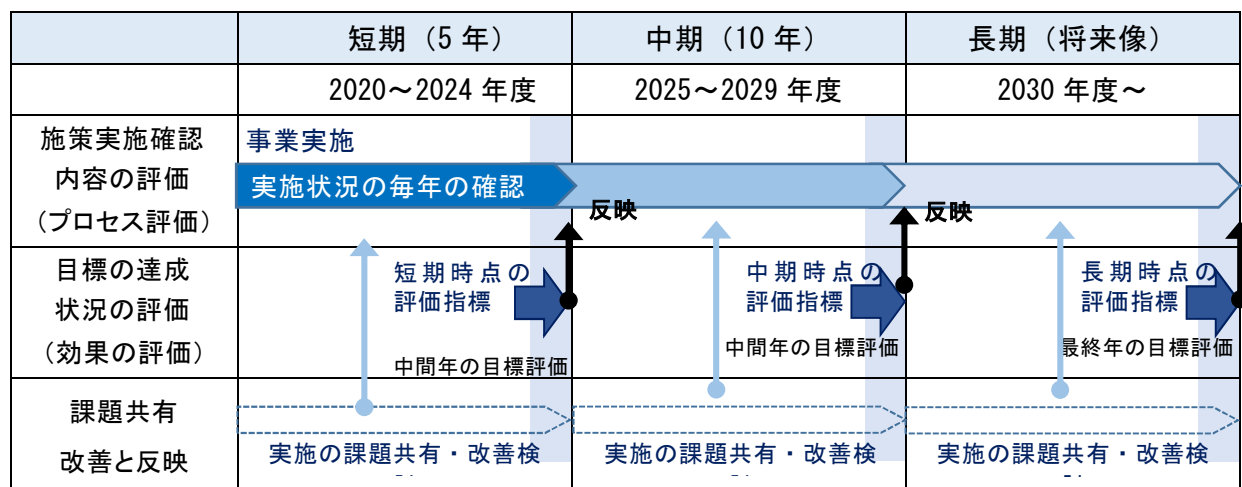 短期（5 年） 中期（10 年） 長期（将来像）
2020～2024 年度 2025～2029 年度 2030 年度～
施策実施確認
内容の評価
（プロセス評価）
事業実施
実施状況の毎年の確認
反映
反映
目標の達成
状況の評価
（効果の評価）
短期時点の
評価指標
中間年の目標評価
中期時点の
評価指標
中間年の目標評価
長期時点の
評価指標
最終年の目標評価
課題共有
改善と反映
実施の課題共有・改善検
実施の課題共有・改善検
実施の課題共有・改善検